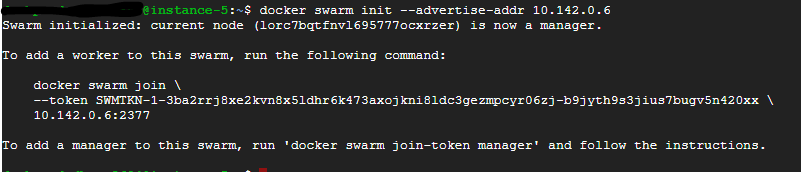 @instance-5:~$ docker swarm init --advertise-addr 10.142.0.6
Swarm initialized: current node (lorc7bqtfnvl695777ocxrzer) is now a manager.
To add a worker to this swarm, run the following command:
docker swarm join \
--token SWMTKN-1-3ba2rrj8xe2kvn8x5ldhr6k473axojkni8ldc3gezmpcyr06zj-b9jyth9s3jius7bugv5n420xx \
10.142.0.6:2377
To add a manager to this swarm, run 'docker swarm join-token manager' and follow the instructions.